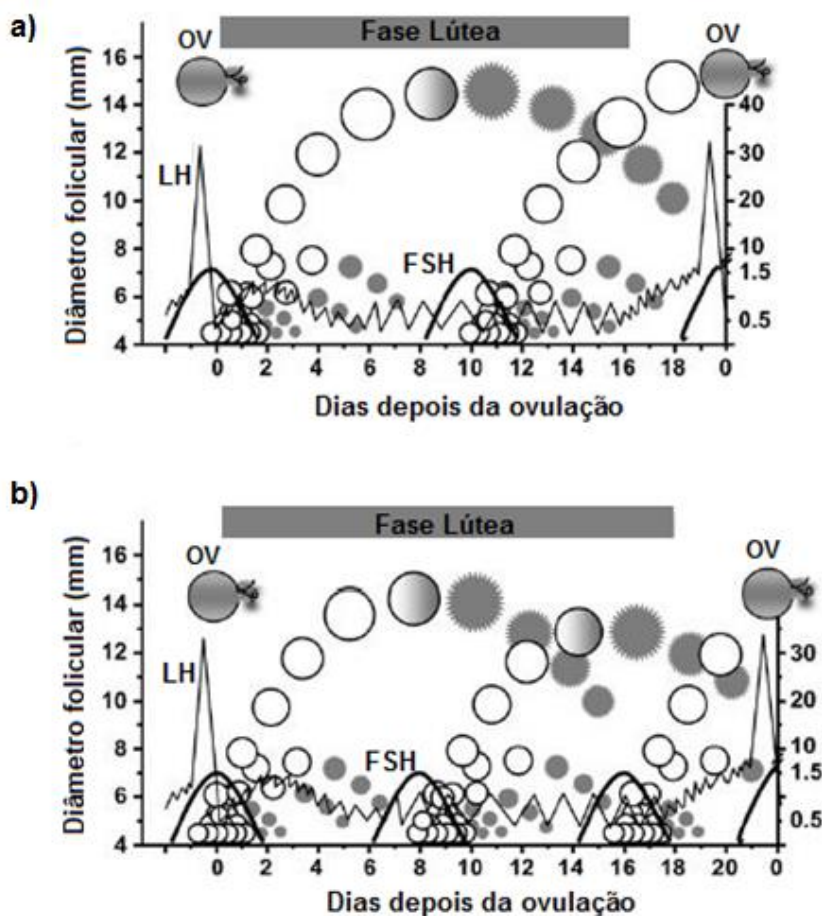 a)
Fase Lútea
OV
OV
Diâmetro folicular (mm)
16
14
12
10
8
6
4
LH
FSH
40
30
20
10
1.5
0.5
0 2 4 6 8 10 12 14 16 18 0
Dias depois da ovulação
b)
Fase Lútea
OV
OV
Diâmetro folicular (mm)
16
14
12
10
8
6
4
LH
FSH
30
20
10
1.5
0.5
0 2 4 6 8 10 12 14 16 18 20 0
Dias depois da ovulação